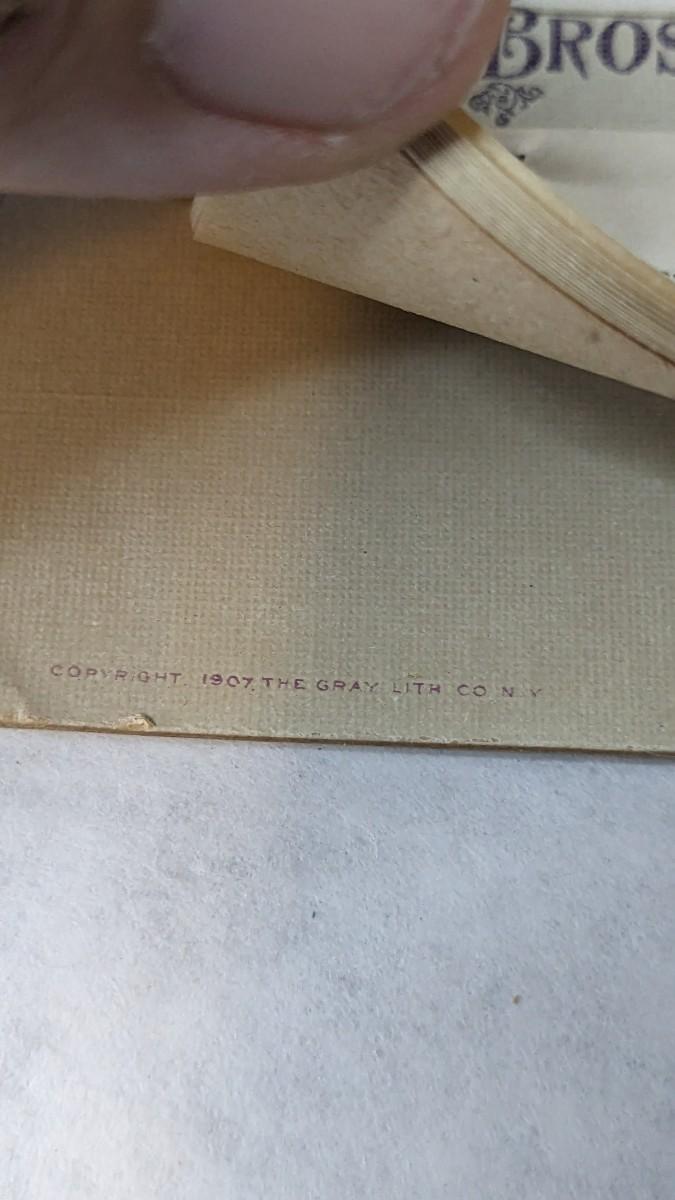 BROS
COPYRIGHT. 1907, THE GRAY LITH CO N.Y